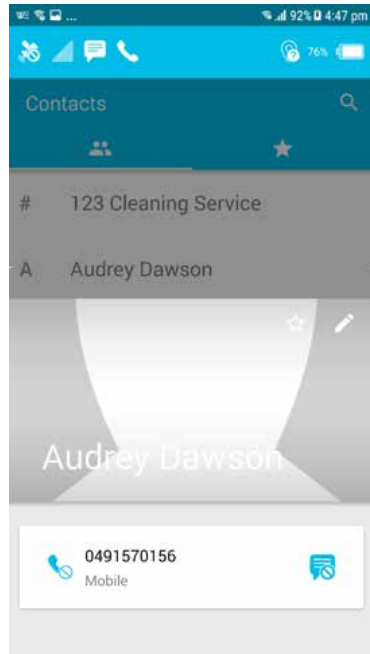 92% 4:47 pm
76%
Contacts
# 123 Cleaning Service
A Audrey Dawson
Audrey Dawson
0491570156
Mobile